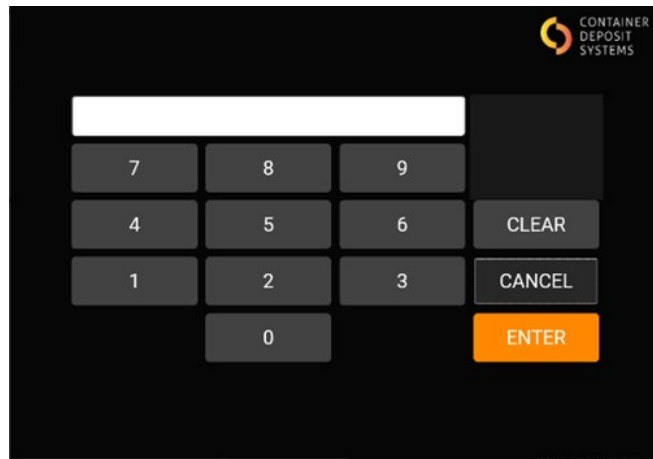 CONTAINER
DEPOSIT
SYSTEMS
7 8 9
4 5 6 CLEAR
1 2 3 CANCEL
0 ENTER